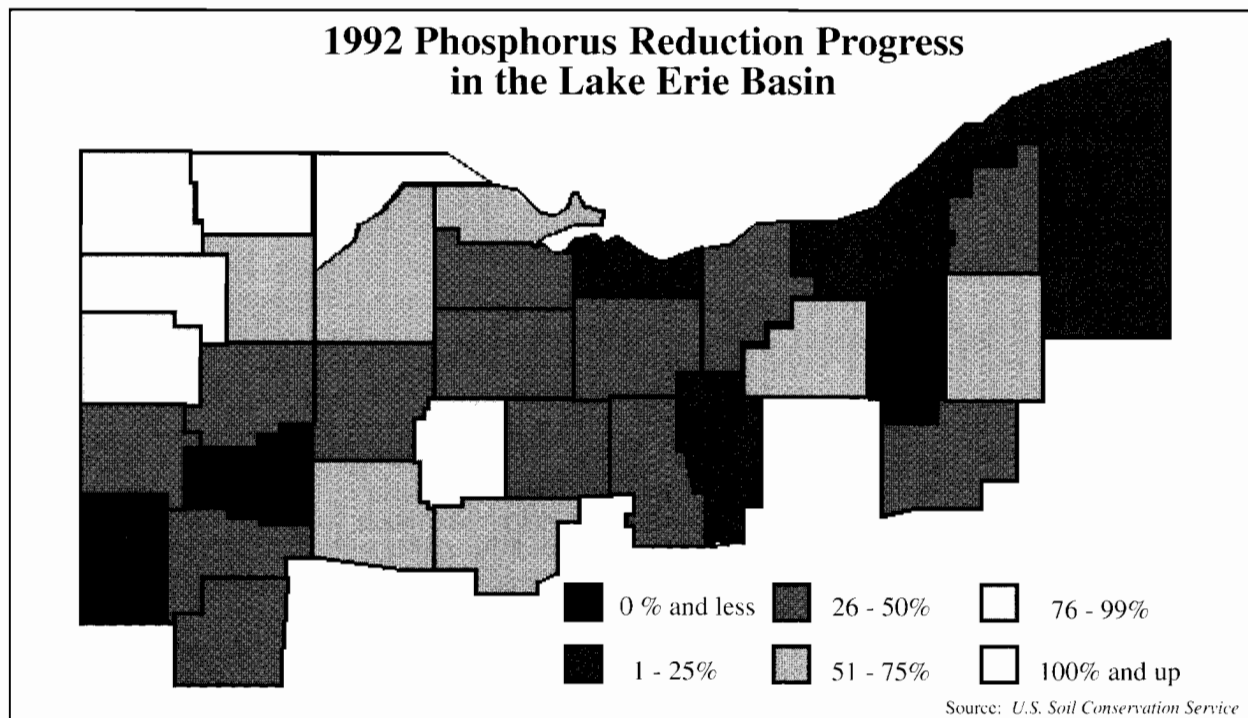 1992 Phosphorus Reduction Progress
in the Lake Erie Basin
0 % and less
26 - 50%
76 - 99%
1 - 25%
51 - 75%
100% and up
Source: U.S. Soil Conservation Service